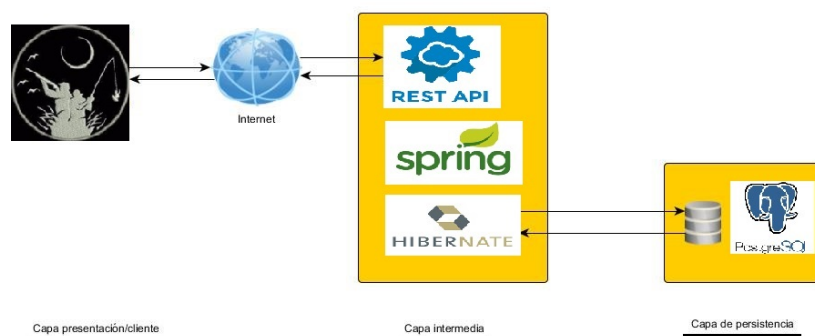 REST API
Internet
spring
HIBERNATE
PostgreSQL
Capa presentación/cliente
Capa intermedia
Capa de persistencia